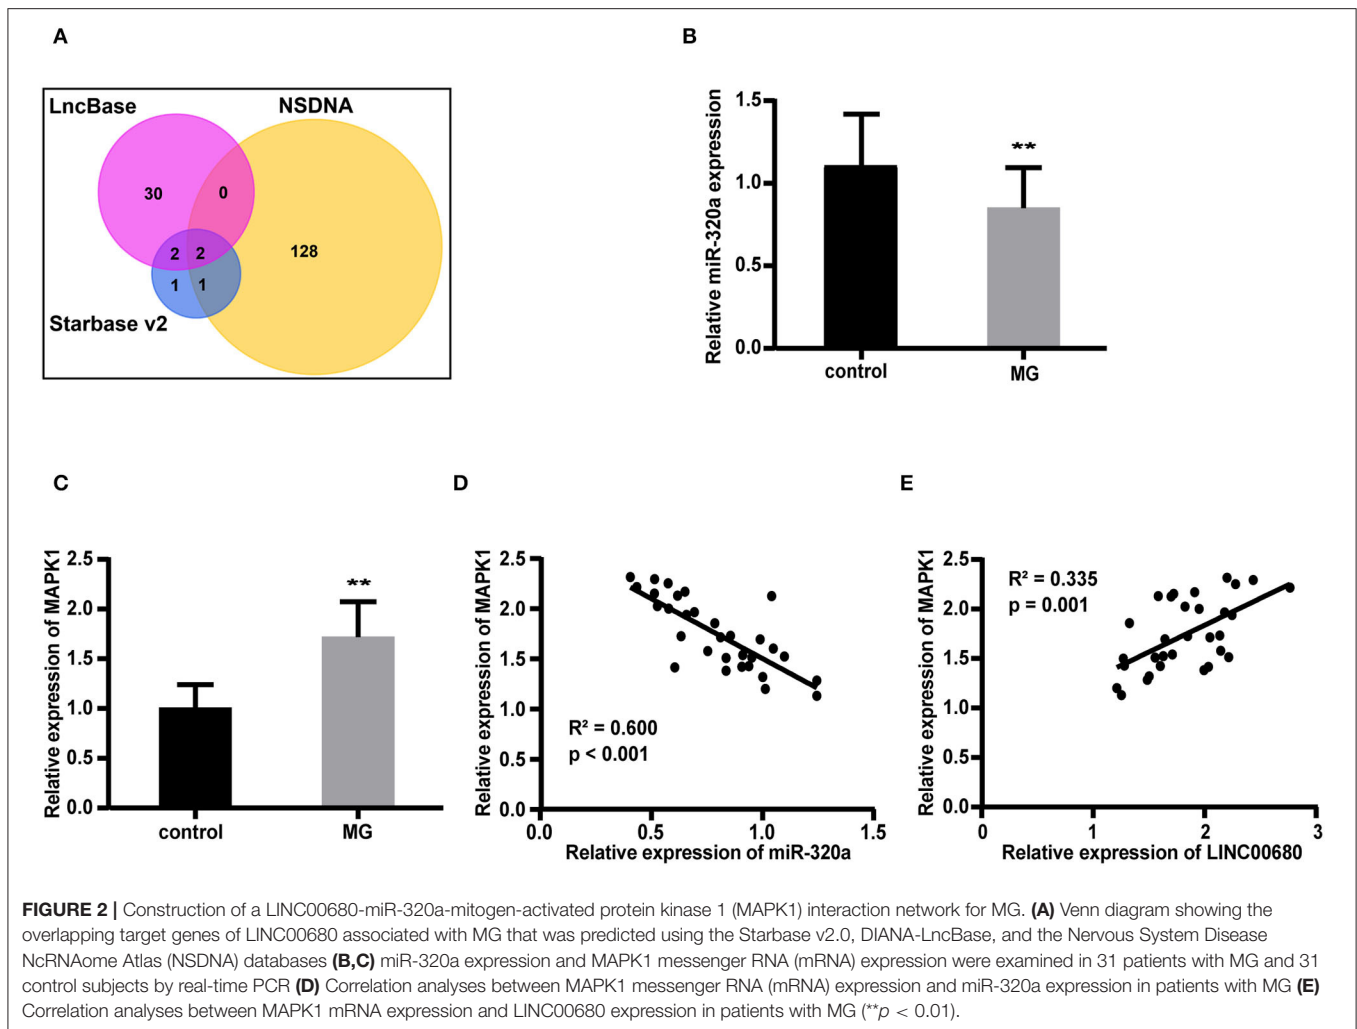 A
LncBase
NSDNA
30
0
2
2
128
1
1
Starbase v2
B
Relative miR-320a expression
1.5
1.0
0.5
0.0
**
control
MG
C
Relative expression of MAPK1
2.5
2.0
1.5
1.0
0.5
0.0
**
control
MG
D
Relative expression of MAPK1
2.5
2.0
1.5
1.0
0.5
0.0
R² = 0.600
p < 0.001
0.0
0.5
1.0
1.5
Relative expression of miR-320a
E
Relative expression of MAPK1
2.5
2.0
1.5
1.0
0.5
0.0
R² = 0.335
p = 0.001
0
1
2
3
Relative expression of LINC00680
FIGURE 2 | Construction of a LINC00680-miR-320a-mitogen-activated protein kinase 1 (MAPK1) interaction network for MG. (A) Venn diagram showing the
overlapping target genes of LINC00680 associated with MG that was predicted using the Starbase v2.0, DIANA-LncBase, and the Nervous System Disease
NcRNAome Atlas (NSDNA) databases (B,C) miR-320a expression and MAPK1 messenger RNA (mRNA) expression were examined in 31 patients with MG and 31
control subjects by real-time PCR (D) Correlation analyses between MAPK1 messenger RNA (mRNA) expression and miR-320a expression in patients with MG (E)
Correlation analyses between MAPK1 mRNA expression and LINC00680 expression in patients with MG (**p < 0.01).